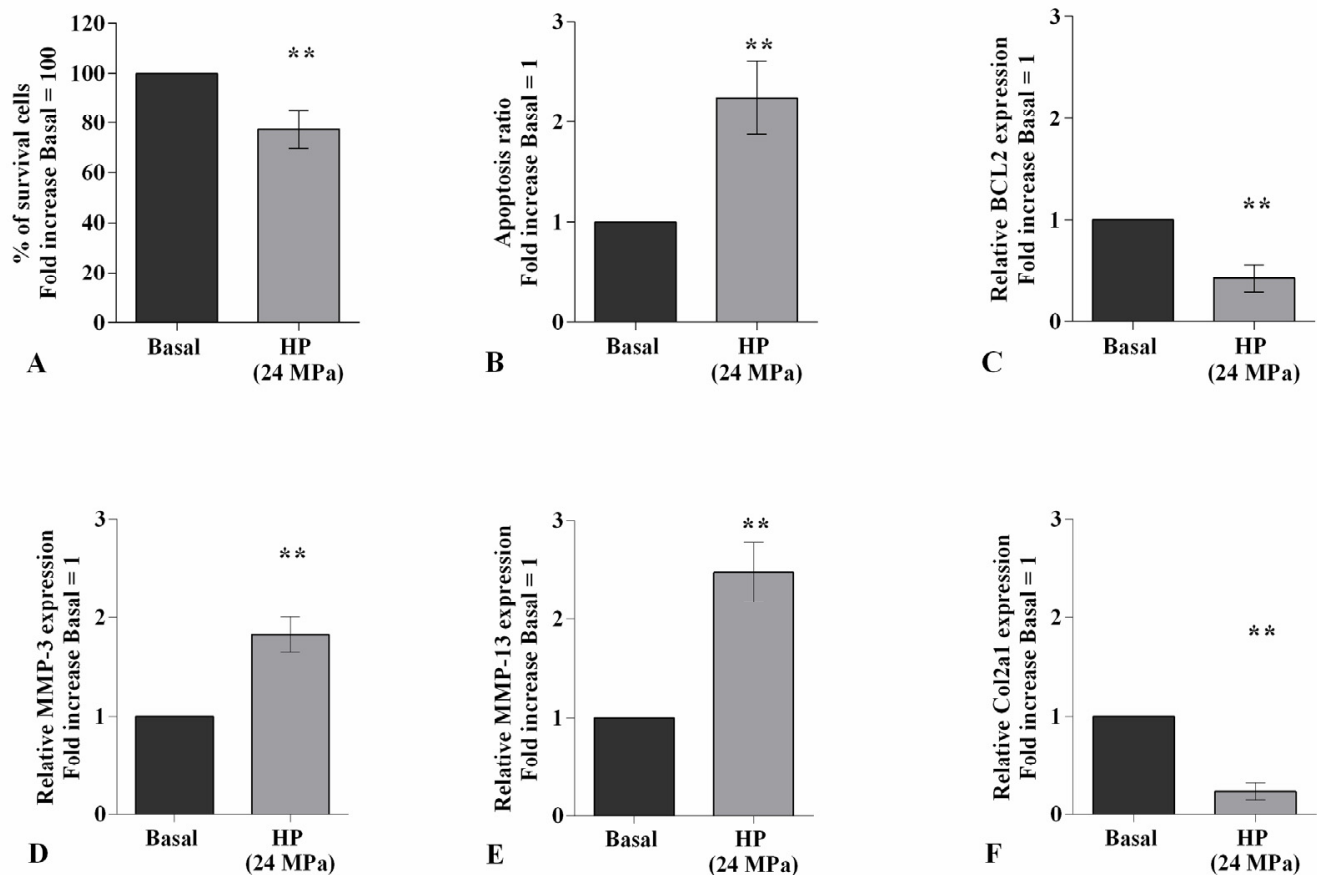 % of survival cells
Fold increase Basal = 100
120
100
80
60
40
20
0
**
Basal
HP
(24 MPa)
A
Apoptosis ratio
Fold increase Basal = 1
3
2
1
0
**
Basal
HP
(24 MPa)
B
Relative BCL2 expression
Fold increase Basal = 1
3
2
1
0
**
Basal
HP
(24 MPa)
C
Relative MMP-3 expression
Fold increase Basal = 1
3
2
1
0
**
Basal
HP
(24 MPa)
D
Relative MMP-13 expression
Fold increase Basal = 1
3
2
1
0
**
Basal
HP
(24 MPa)
E
Relative Col2a1 expression
Fold increase Basal = 1
3
2
1
0
**
Basal
HP
(24 MPa)
F